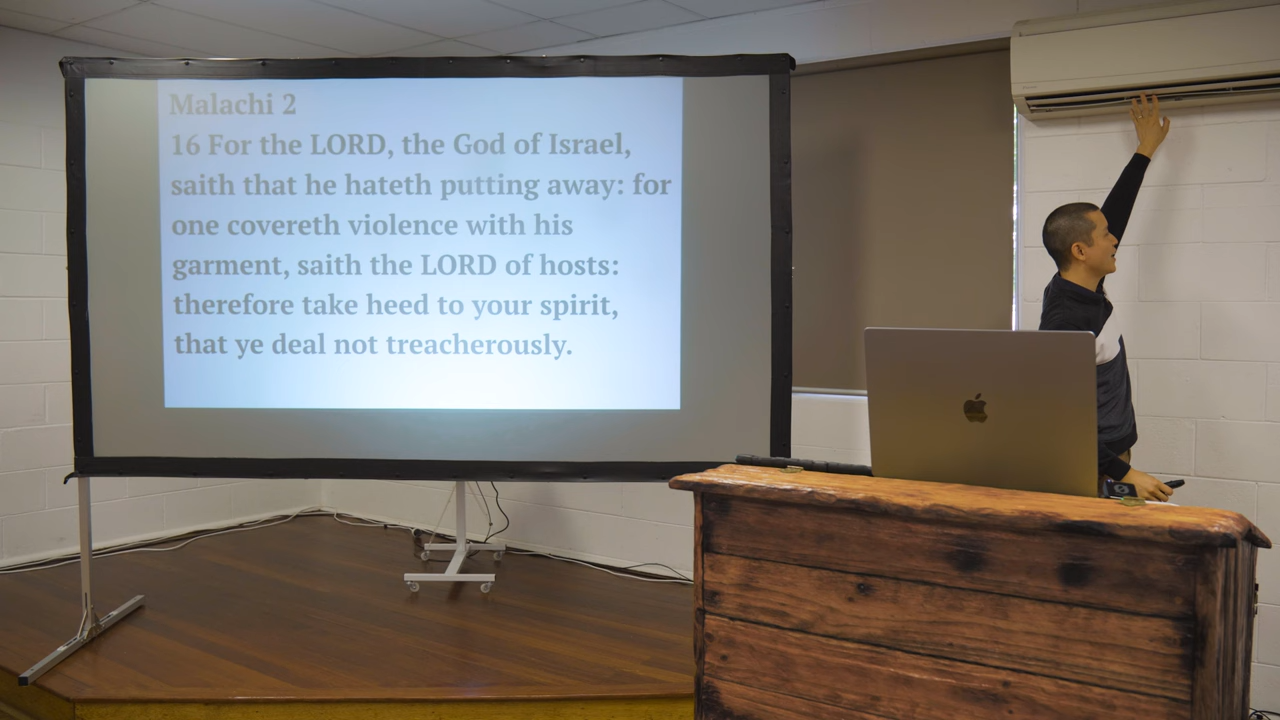 Malachi 2
16 For the LORD, the God of Israel,
saith that he hateth putting away: for
one covereth violence with his
garment, saith the LORD of hosts:
therefore take heed to your spirit,
that ye deal not treacherously.